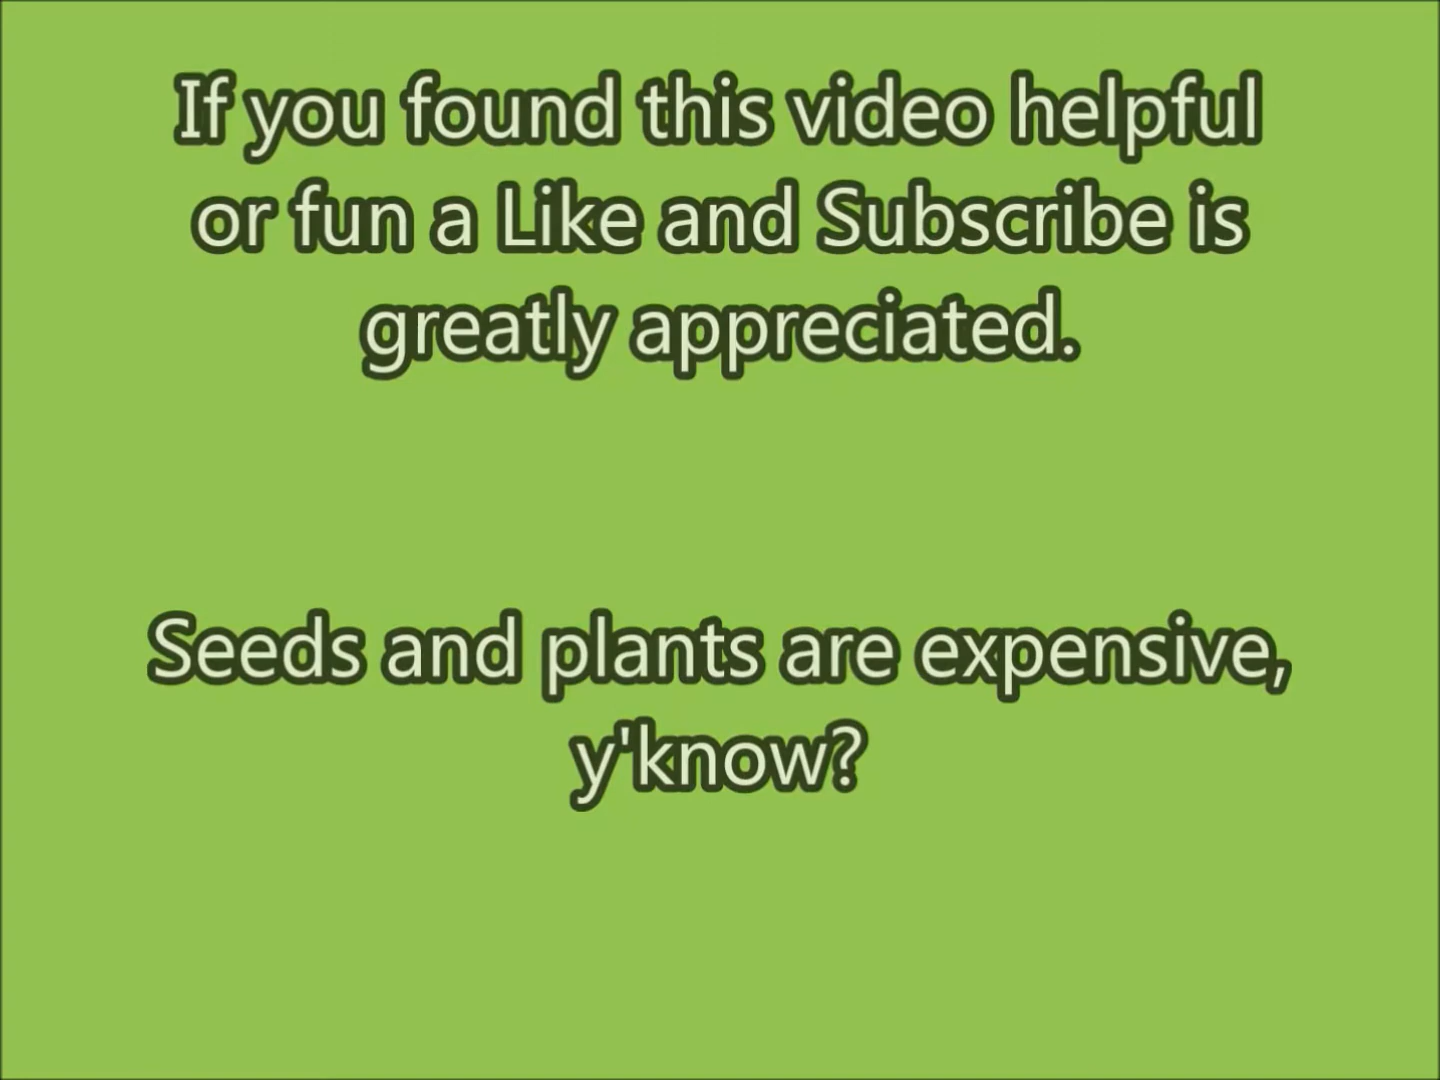 If you found this video helpful
or fun a Like and Subscribe is
greatly appreciated.
Seeds and plants are expensive,
y'know?